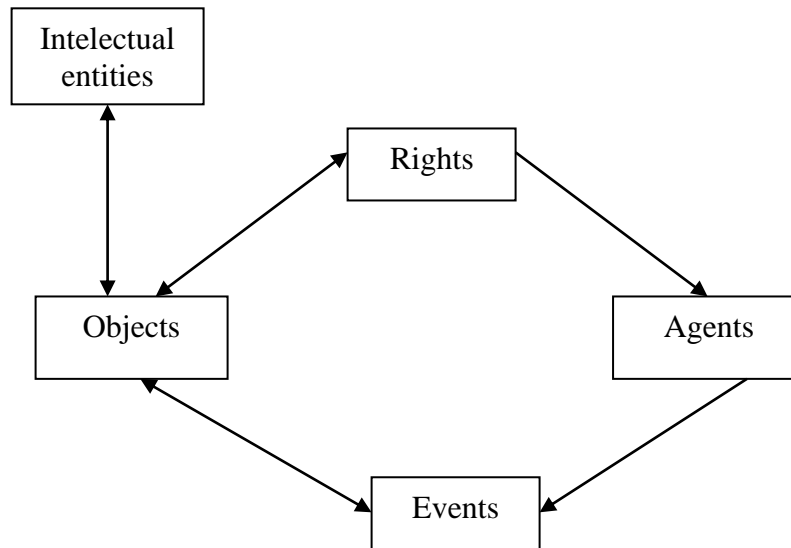 Intelectual
entities
Rights
Objects
Agents
Events